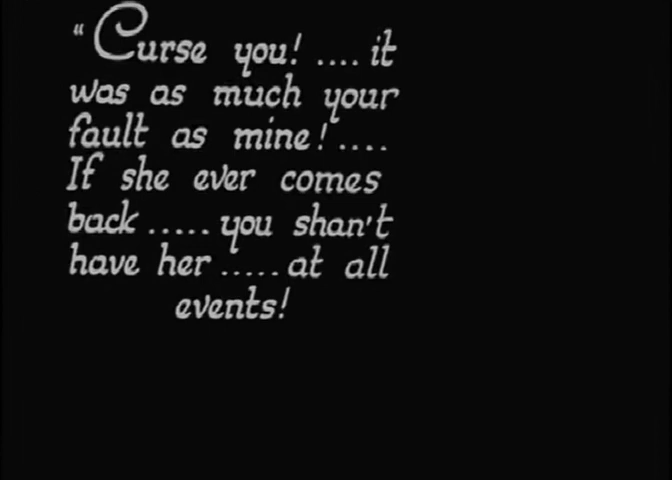 “Curse you! .... it
was as much your
fault as mine! ....
If she ever comes
back ..... you shan't
have her ..... at all
events!